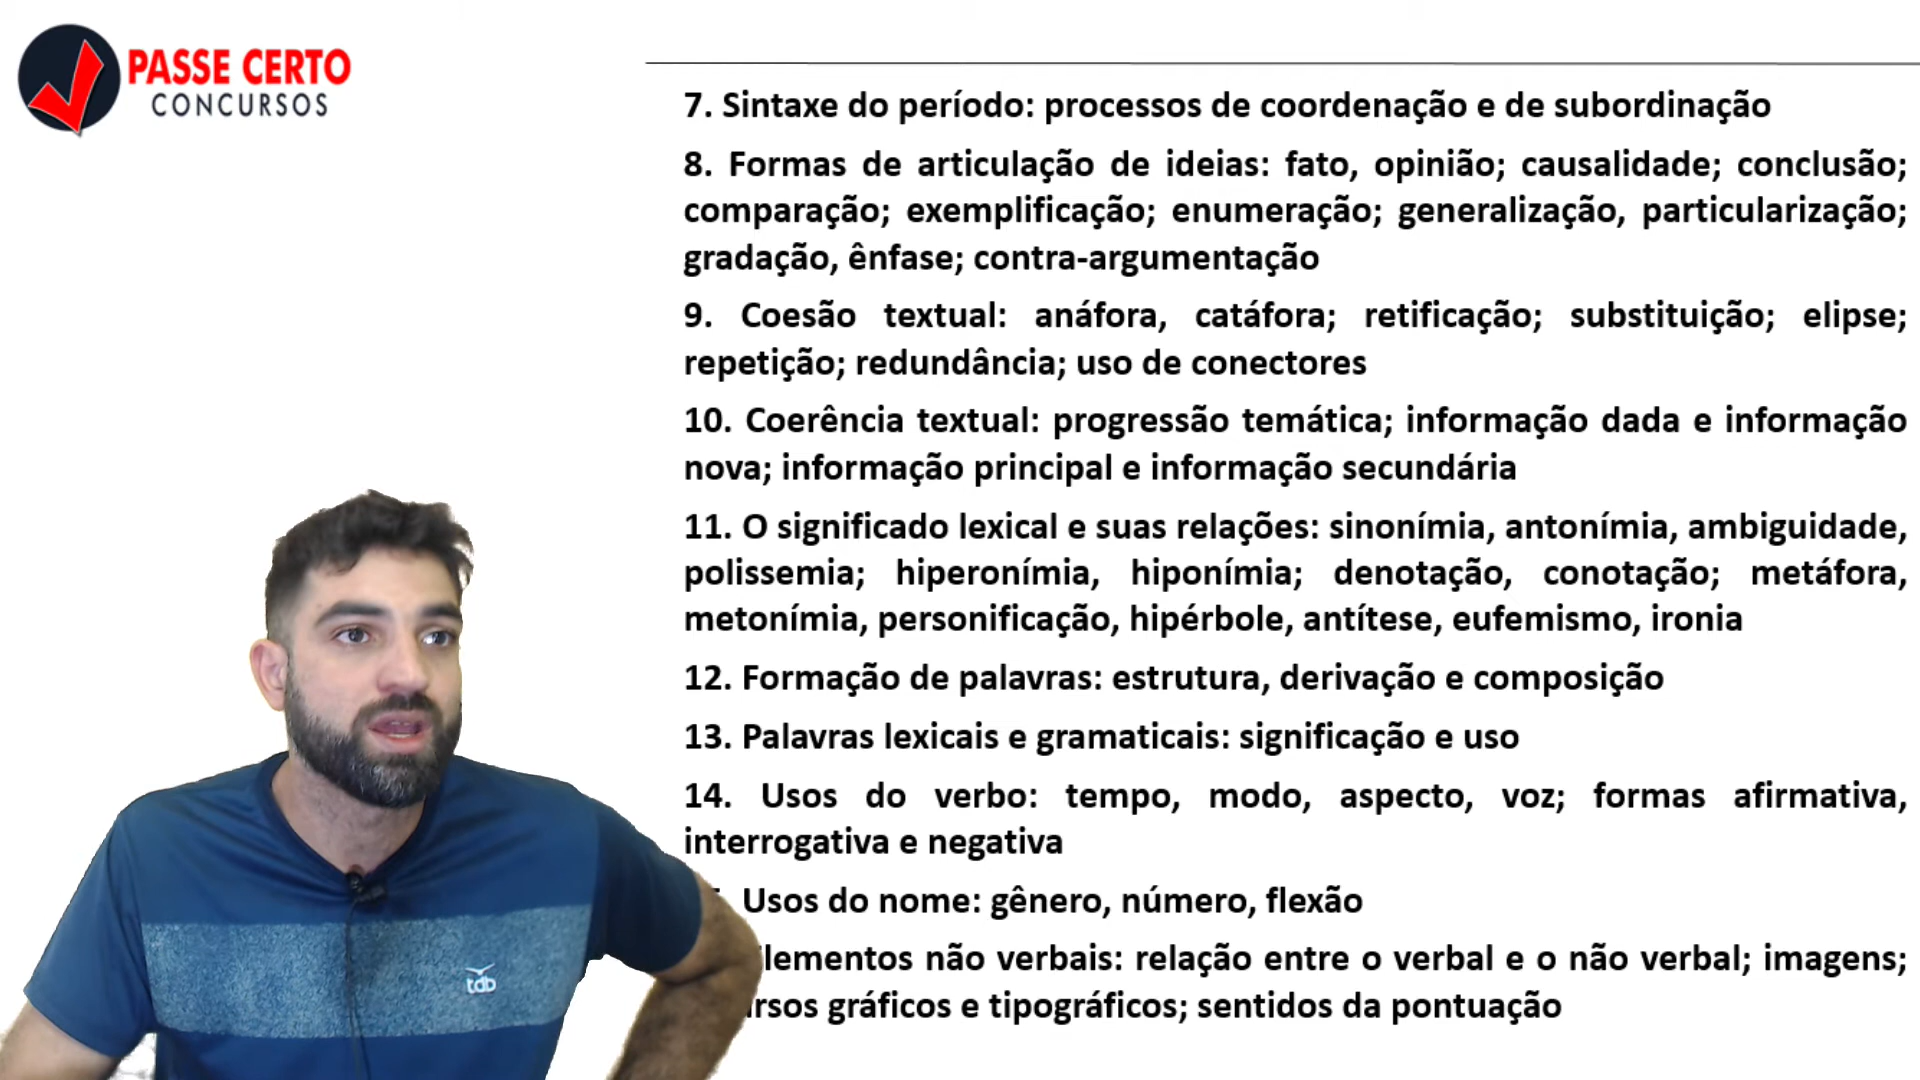 PASSE CERTO
CONCURSOS
7. Sintaxe do período: processos de coordenação e de subordinação
8. Formas de articulação de ideias: fato, opinião; causalidade; conclusão;
comparação; exemplificação; enumeração; generalização, particularização;
gradação, ênfase; contra-argumentação
9. Coesão textual: anáfora, catáfora; retificação; substituição; elipse;
repetição; redundância; uso de conectores
10. Coerência textual: progressão temática; informação dada e informação
nova; informação principal e informação secundária
11. O significado lexical e suas relações: sinonímia, antonímia, ambiguidade,
polissemia; hiperonímia, hiponímia; denotação, conotação; metáfora,
metonímia, personificação, hipérbole, antítese, eufemismo, ironia
12. Formação de palavras: estrutura, derivação e composição
13. Palavras lexicais e gramaticais: significação e uso
14. Usos do verbo: tempo, modo, aspecto, voz; formas afirmativa,
interrogativa e negativa
Usos do nome: gênero, número, flexão
lementos não verbais: relação entre o verbal e o não verbal; imagens;
rsos gráficos e tipográficos; sentidos da pontuação
tdb